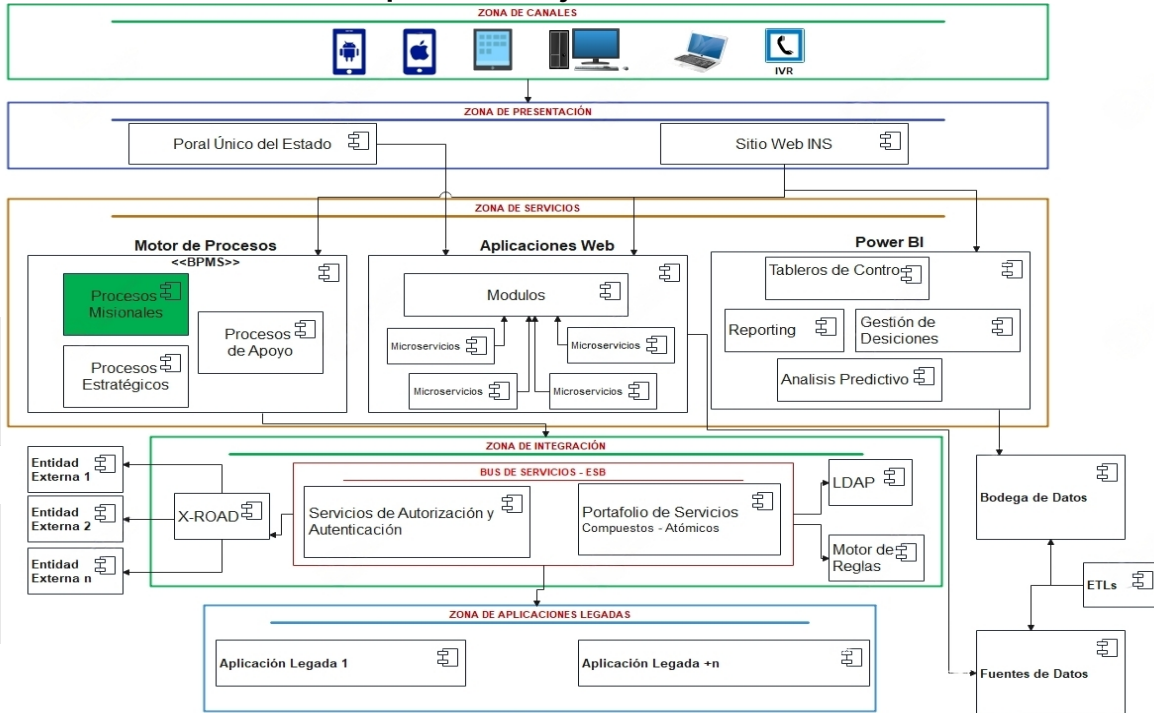 ZONA DE CANALES
IVR
ZONA DE PRESENTACIÓN
Poral Único del Estado
Sitio Web INS
ZONA DE SERVICIOS
Motor de Procesos
<<BPMS>>
Procesos
Misionales
Procesos
de Apoyo
Procesos
Estratégicos
Aplicaciones Web
Modulos
Microservicios
Microservicios
Microservicios
Microservicios
Power BI
Tableros de Contro
Reporting
Gestión de
Desiciones
Analisis Predictivo
ZONA DE INTEGRACIÓN
BUS DE SERVICIOS - ESB
Servicios de Autorización y
Autenticación
Portafolio de Servicios
Compuestos - Atómicos
LDAP
Motor de
Reglas
X-ROAD
Entidad
Externa 1
Entidad
Externa 2
Entidad
Externa n
Bodega de Datos
ETLs
Fuentes de Datos
ZONA DE APLICACIONES LEGADAS
Aplicación Legada 1
Aplicación Legada +n